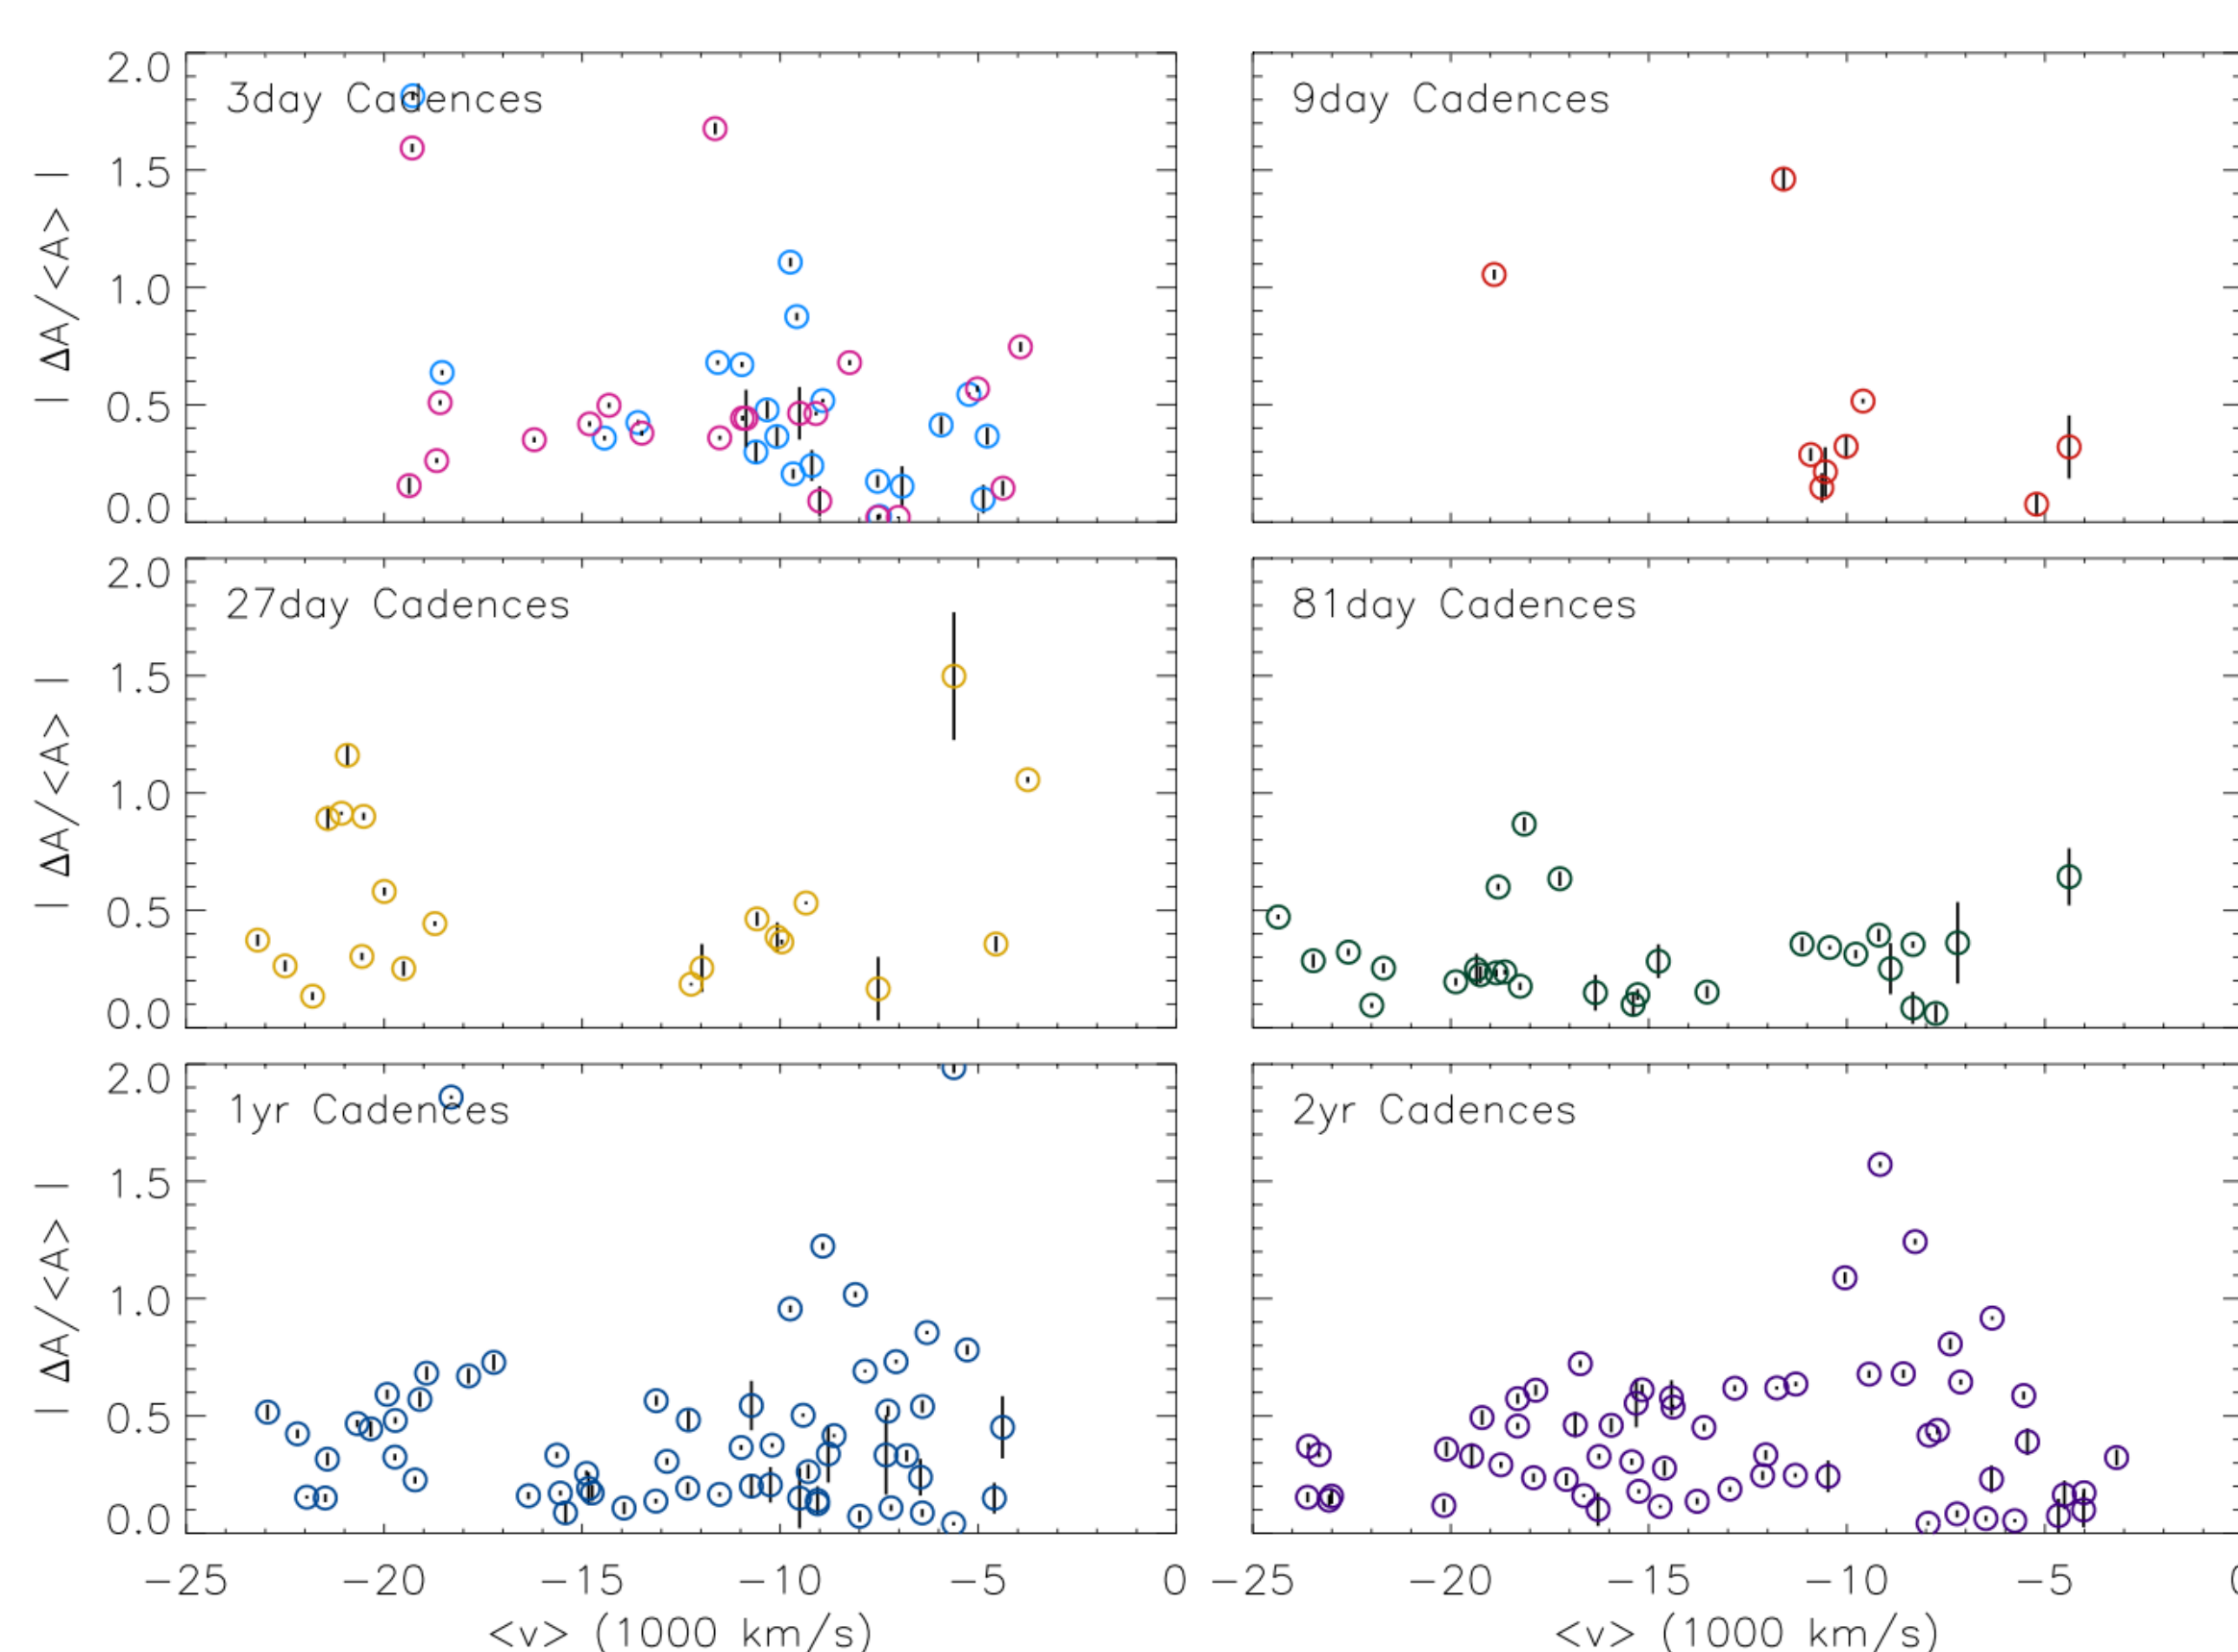 3day Cadences
9day Cadences
2.0
1.5
1.0
0.5
0.0
| ΔA/<A> |
27day Cadences
81day Cadences
2.0
1.5
1.0
0.5
0.0
| ΔA/<A> |
1yr Cadences
2yr Cadences
2.0
1.5
1.0
0.5
0.0
| ΔA/<A> |
−25 −20 −15 −10 −5 0
−25 −20 −15 −10 −5
<v> (1000 km/s)
<v> (1000 km/s)